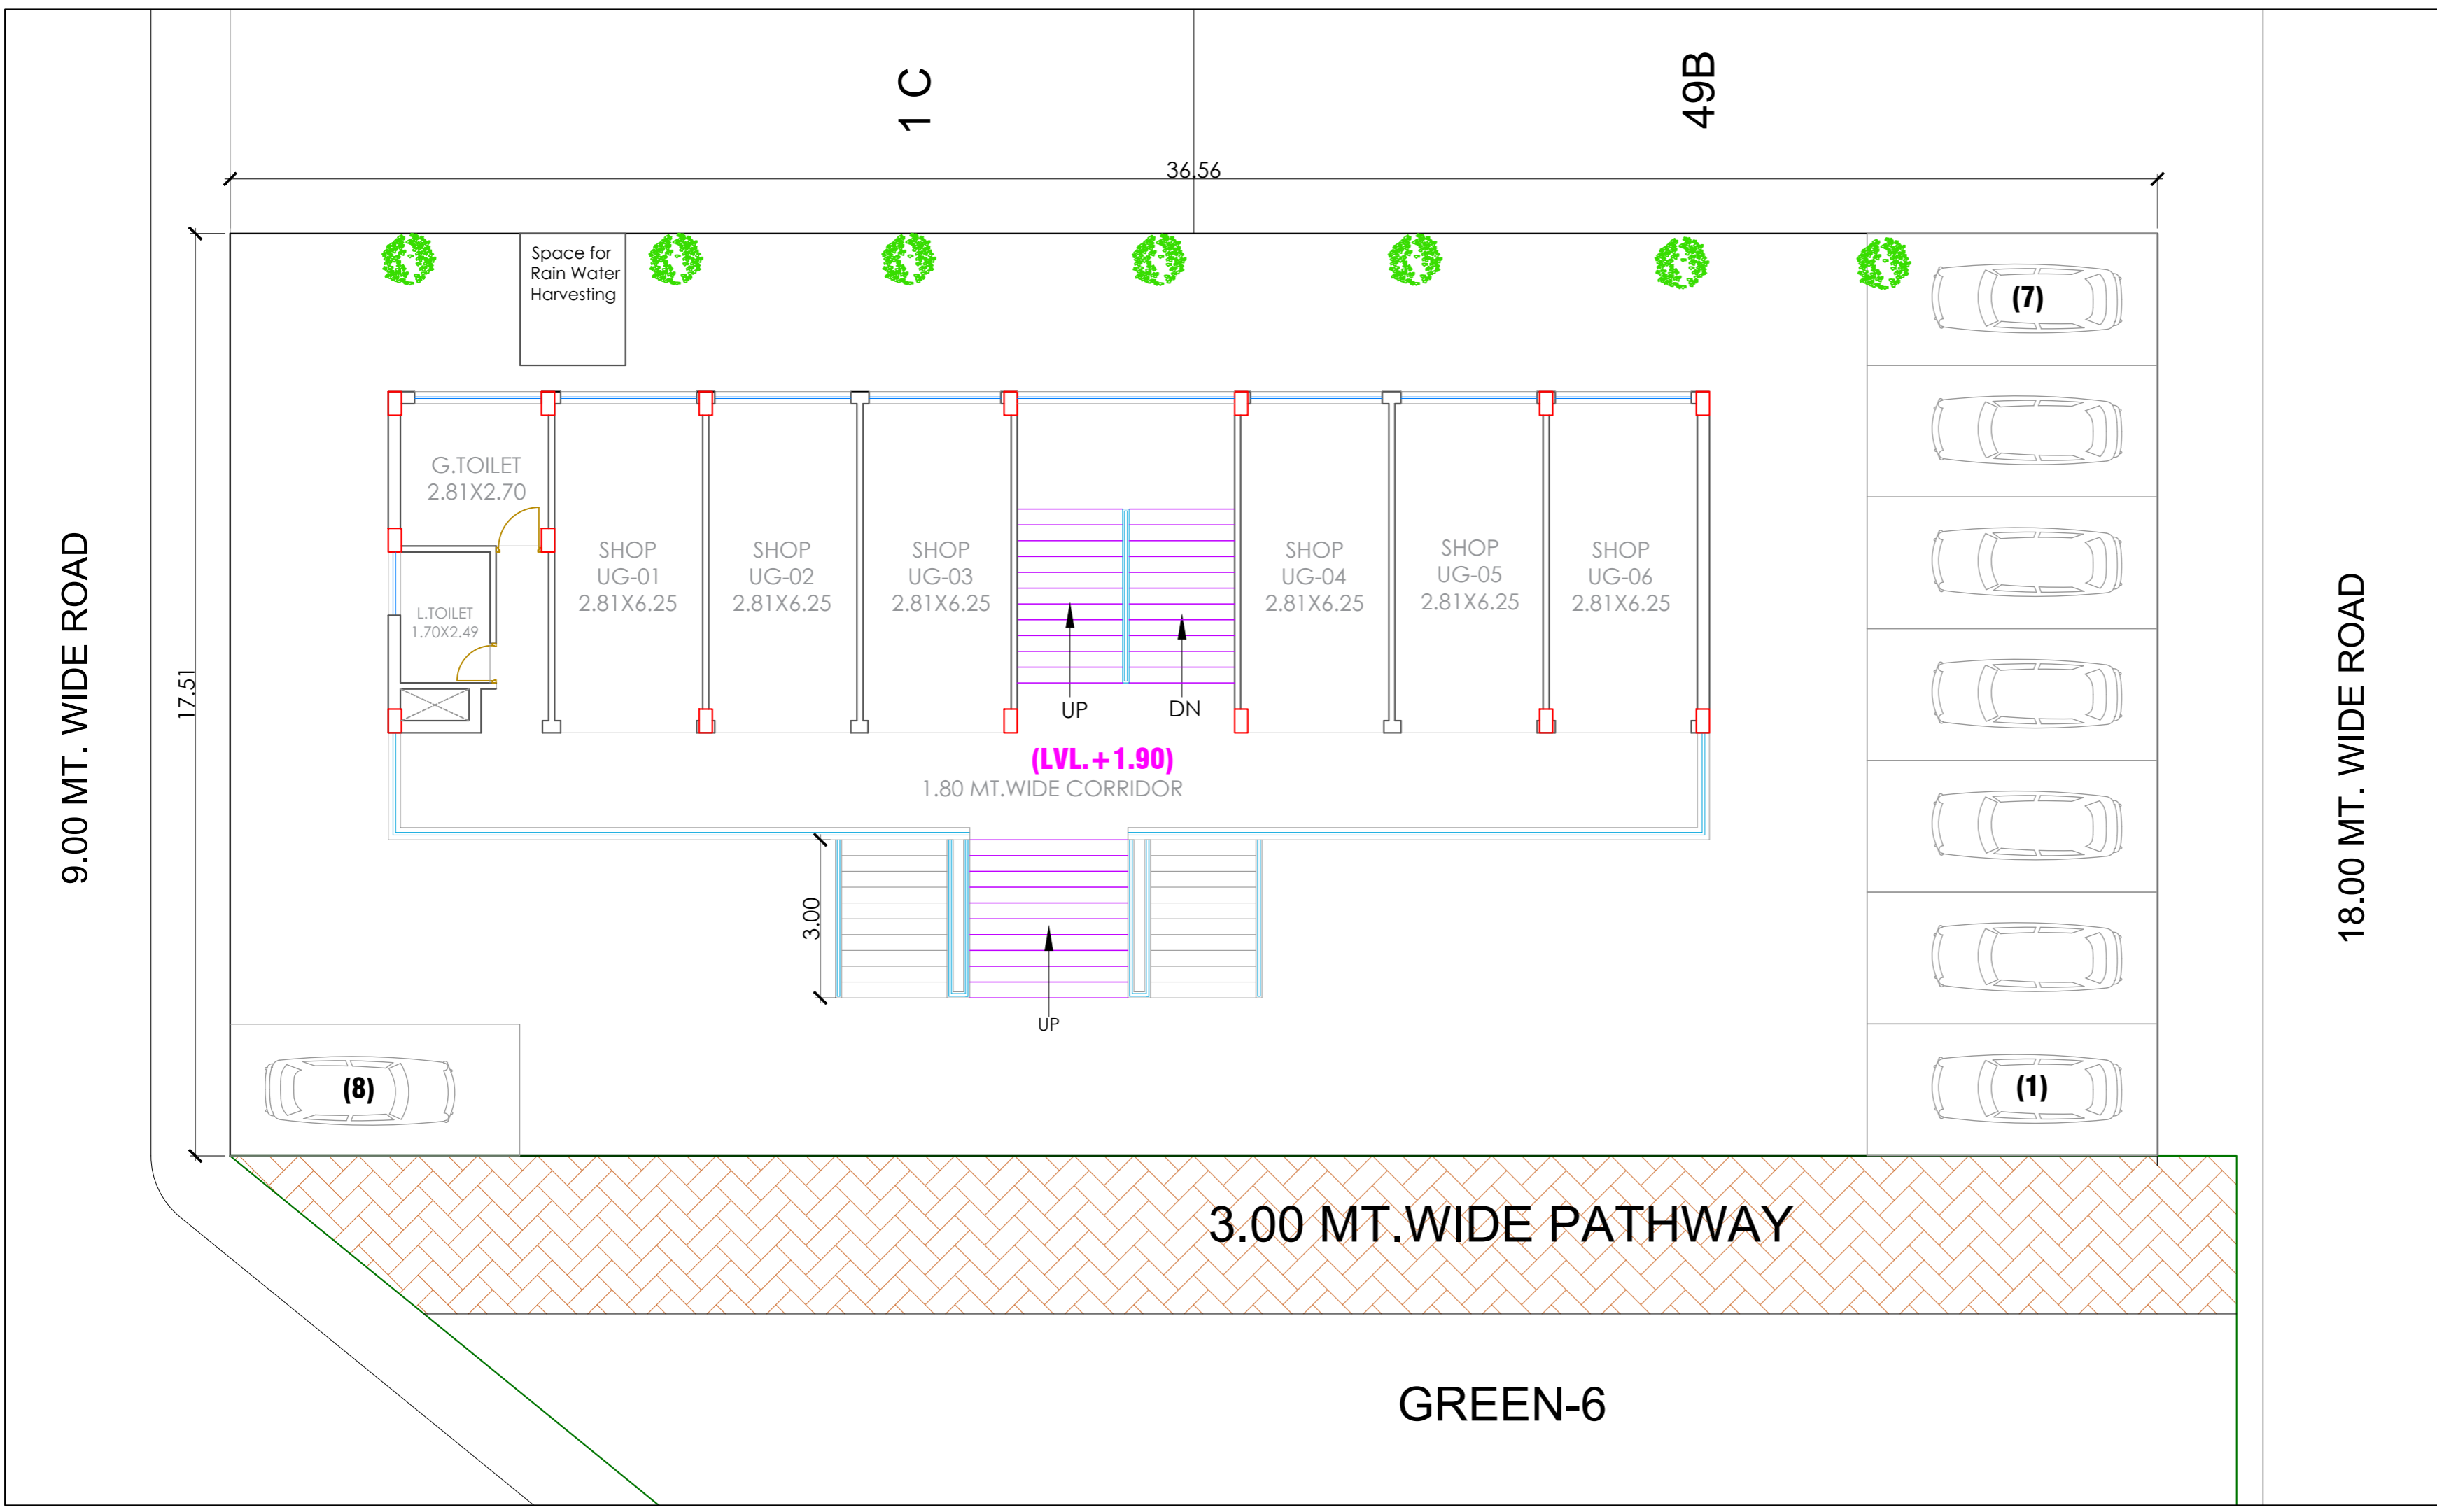 1 C
49B
36.56
Space for
Rain Water
Harvesting
(7)
G.TOILET
2.81X2.70
SHOP
UG-01
2.81X6.25
SHOP
UG-02
2.81X6.25
SHOP
UG-03
2.81X6.25
SHOP
UG-04
2.81X6.25
SHOP
UG-05
2.81X6.25
SHOP
UG-06
2.81X6.25
L.TOILET
1.70X2.49
9.00 MT. WIDE ROAD
17.51
18.00 MT. WIDE ROAD
UP
DN
(LVL.+1.90)
1.80 MT.WIDE CORRIDOR
3.00
UP
(8)
(1)
3.00 MT.WIDE PATHWAY
GREEN-6